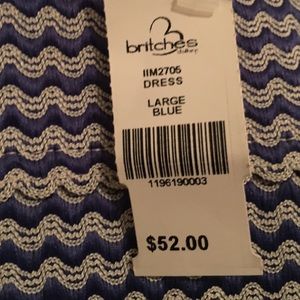 britches
IIM2705
DRESS
LARGE
BLUE
1196190003
$52.00